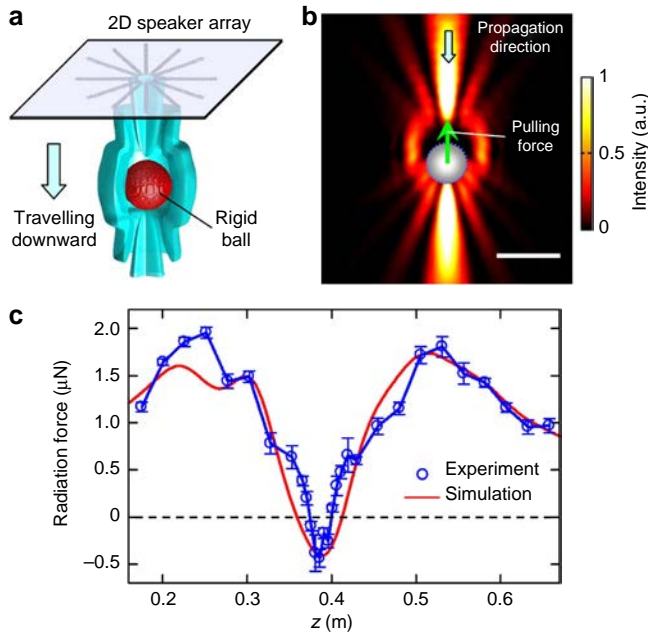 a
2D speaker array
Travelling
downward
Rigid
ball
b
Propagation
direction
Pulling
force
1
0.5
0
Intensity (a.u.)
c
Radiation force (μN)
2.0
1.5
1.0
0.5
0
–0.5
Experiment
Simulation
0.2
0.3
0.4
0.5
0.6
z (m)